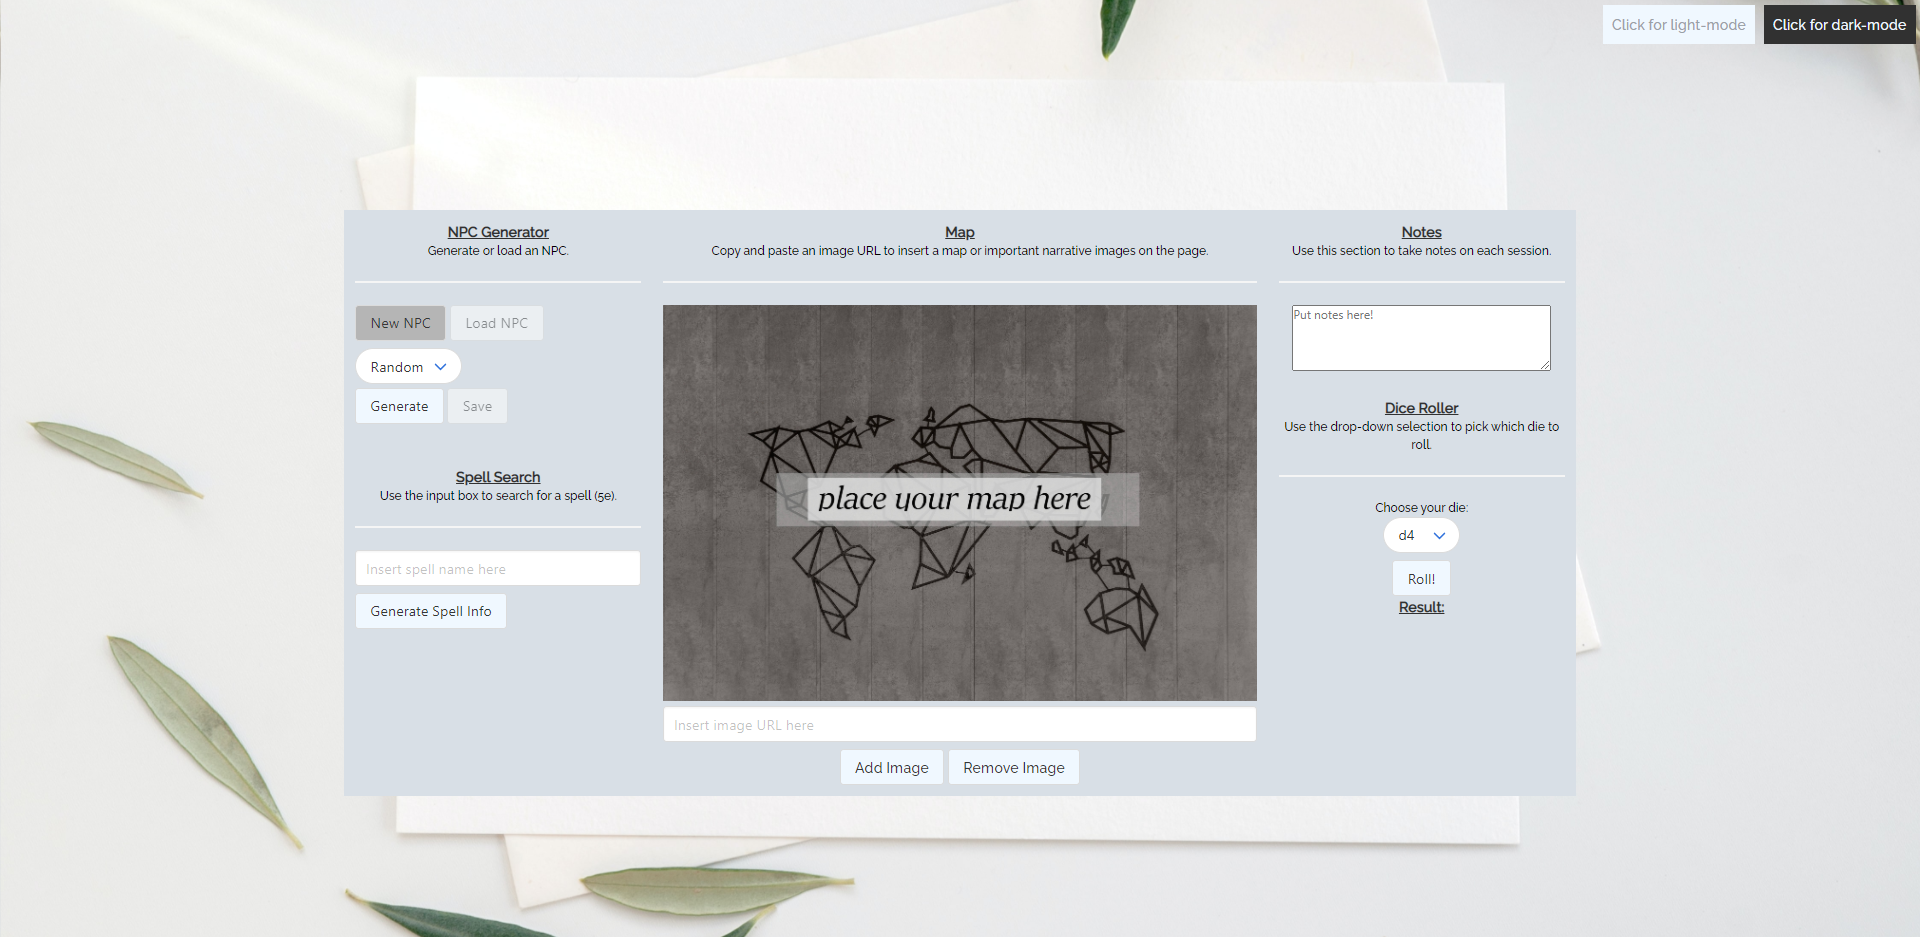 Click for light-mode
Click for dark-mode
NPC Generator
Generate or load an NPC.
New NPC
Load NPC
Random
Generate
Save
Spell Search
Use the input box to search for a spell (5e).
Insert spell name here
Generate Spell Info
Map
Copy and paste an image URL to insert a map or important narrative images on the page.
place your map here
Insert image URL here
Add Image
Remove Image
Notes
Use this section to take notes on each session.
Put notes here!
Dice Roller
Use the drop-down selection to pick which die to
roll.
Choose your die:
d4
Roll!
Result: